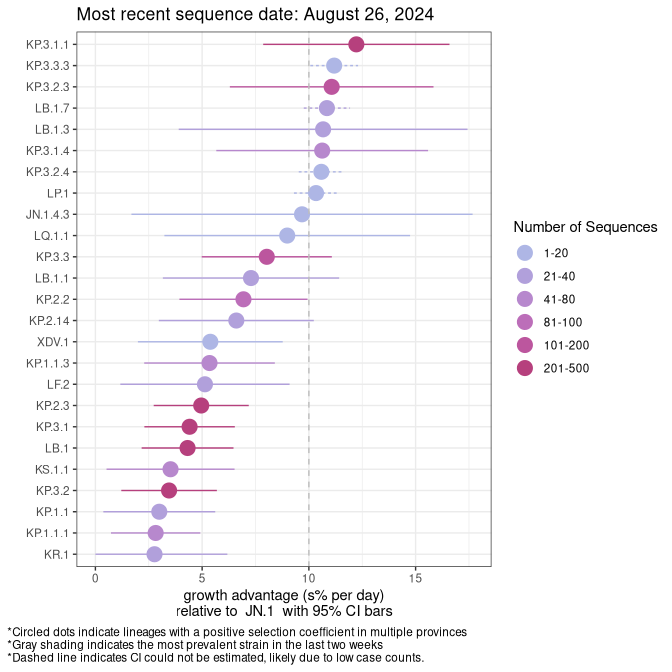 Most recent sequence date: August 26, 2024
KP.3.1.1
KP.3.3.3
KP.3.2.3
LB.1.7
LB.1.3
KP.3.1.4
KP.3.2.4
LP.1
JN.1.4.3
LQ.1.1
KP.3.3
LB.1.1
KP.2.2
KP.2.14
XDV.1
KP.1.1.3
LF.2
KP.2.3
KP.3.1
LB.1
KS.1.1
KP.3.2
KP.1.1
KP.1.1.1
KR.1
0 5 10 15
growth advantage (s% per day)
relative to JN.1 with 95% CI bars
Number of Sequences
1-20
21-40
41-80
81-100
101-200
201-500
*Circled dots indicate lineages with a positive selection coefficient in multiple provinces
*Gray shading indicates the most prevalent strain in the last two weeks
*Dashed line indicates CI could not be estimated, likely due to low case counts.